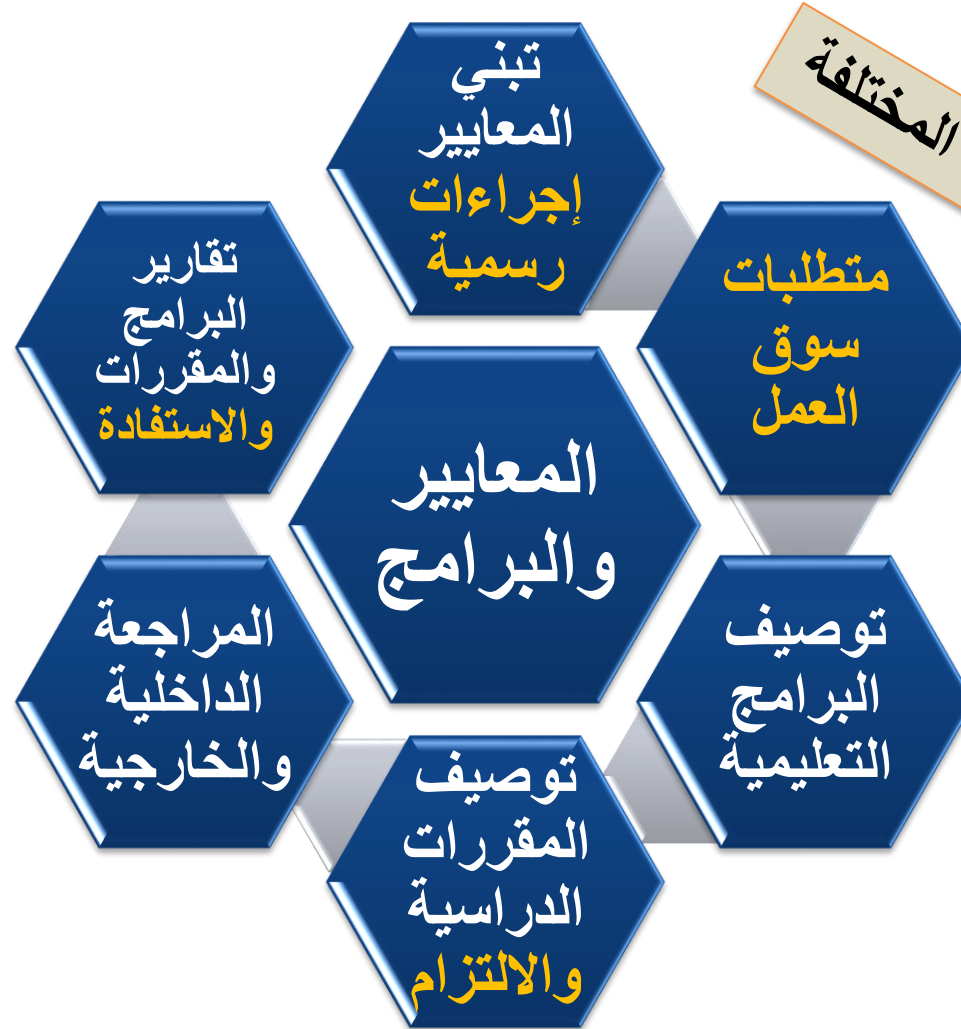 المختلفة
تبني
المعايير
إجراءات
رسمية
متطلبات
سوق
العمل
توصيف
البرامج
التعليمية
توصيف
المقررات
الدراسية
والالتزام
المراجعة
الداخلية
والخارجية
تقارير
البرامج
والمقررات
والاستفادة
المعايير
والبرامج